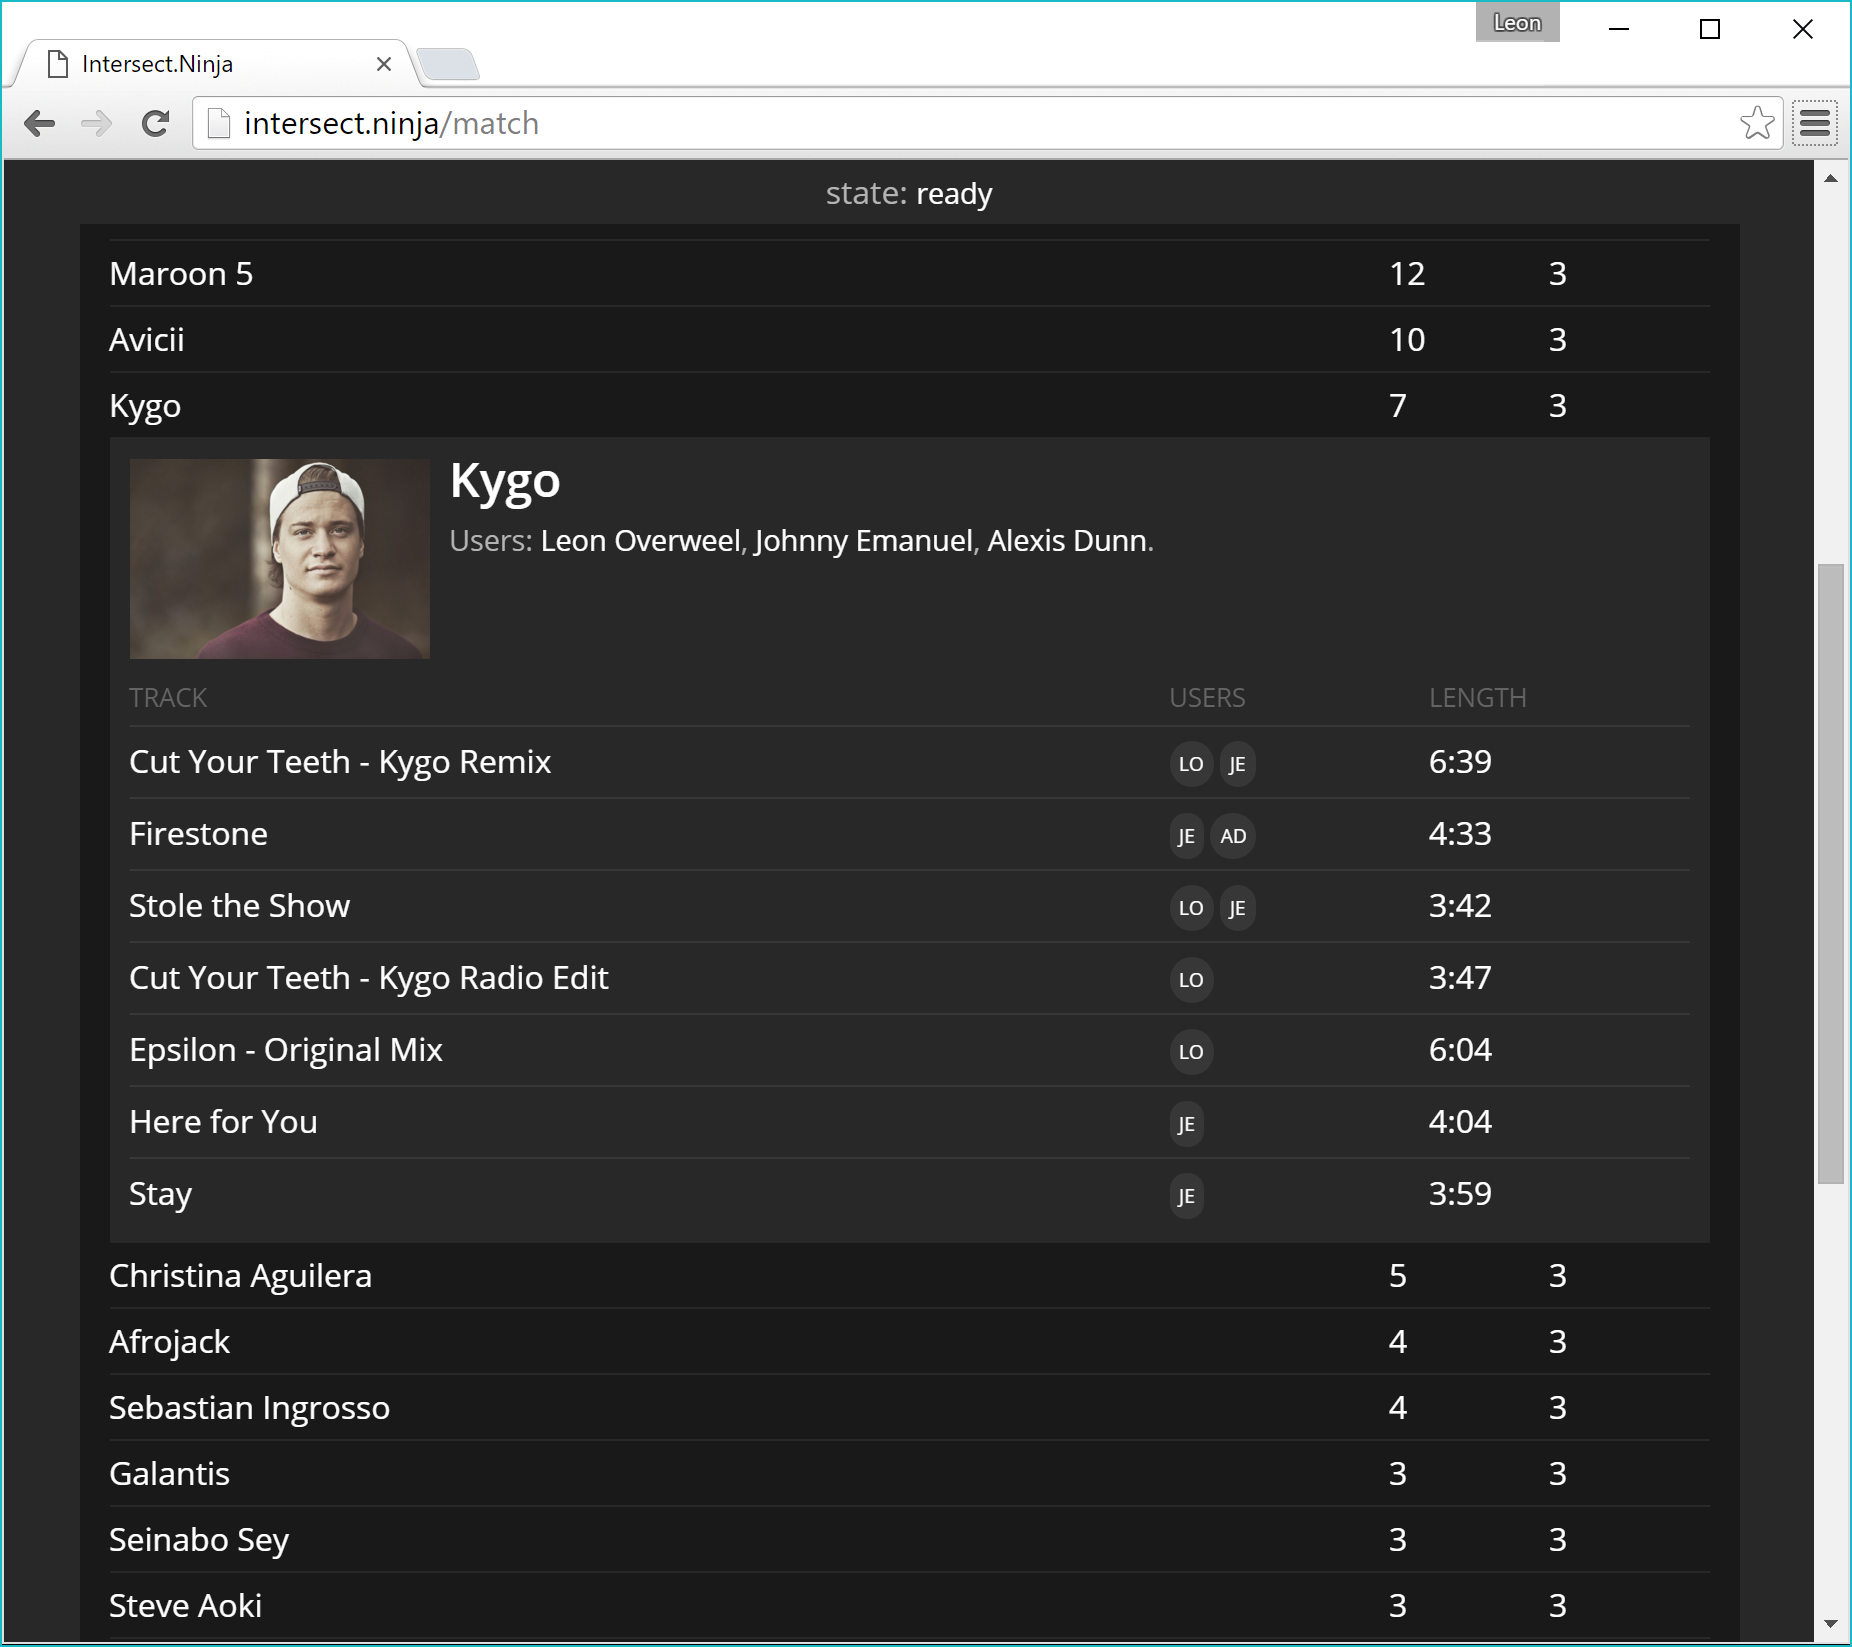 Leon
Intersect.Ninja
intersect.ninja/match
state: ready
Maroon 5 12 3
Avicii 10 3
Kygo 7 3
Kygo
Users: Leon Overweel, Johnny Emanuel, Alexis Dunn.
TRACK USERS LENGTH
Cut Your Teeth - Kygo Remix LO JE 6:39
Firestone JE AD 4:33
Stole the Show LO JE 3:42
Cut Your Teeth - Kygo Radio Edit LO 3:47
Epsilon - Original Mix LO 6:04
Here for You JE 4:04
Stay JE 3:59
Christina Aguilera 5 3
Afrojack 4 3
Sebastian Ingrosso 4 3
Galantis 3 3
Seinabo Sey 3 3
Steve Aoki 3 3